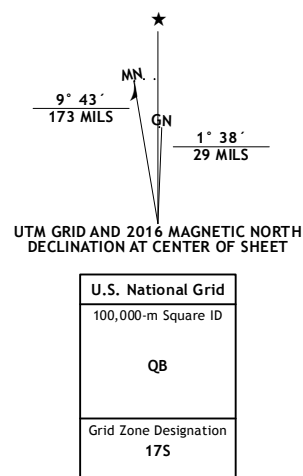 ★
MN
9° 43´
173 MILS
GN
1° 38´
29 MILS
UTM GRID AND 2016 MAGNETIC NORTH
DECLINATION AT CENTER OF SHEET
U.S. National Grid
100,000-m Square ID
QB
Grid Zone Designation
17S